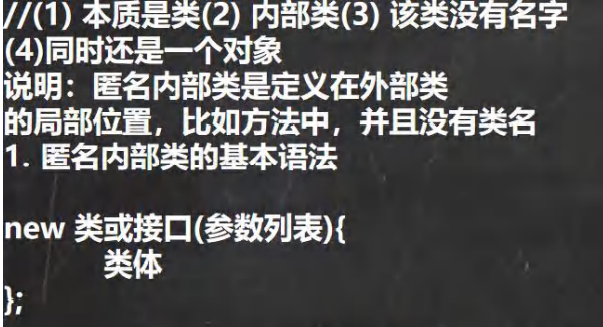 //(1) 本质是类(2) 内部类(3) 该类没有名字
(4)同时还是一个对象
说明：匿名内部类是定义在外部类
的局部位置，比如方法中，并且没有类名
1. 匿名内部类的基本语法
new 类或接口(参数列表){
类体
};